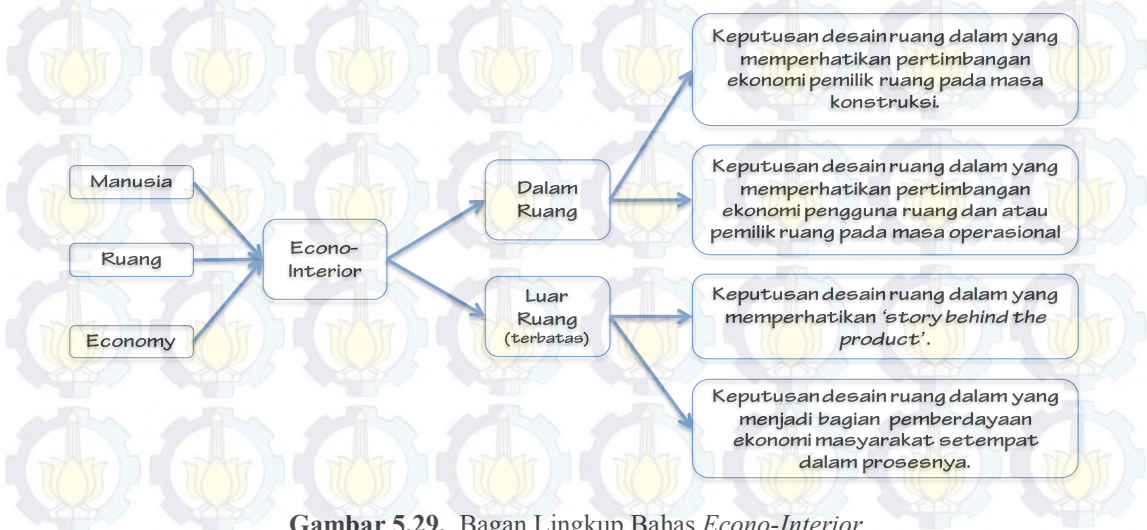 Manusia
Ruang
Economy
Econo-
Interior
Dalam
Ruang
Luar
Ruang
(terbatas)
Keputusan desain ruang dalam yang
memperhatikan pertimbangan
ekonomi pemilik ruang pada masa
konstruksi.
Keputusan desain ruang dalam yang
memperhatikan pertimbangan
ekonomi pengguna ruang dan atau
pemilik ruang pada masa operasional
Keputusan desain ruang dalam yang
memperhatikan ‘story behind the
product’.
Keputusan desain ruang dalam yang
menjadi bagian pemberdayaan
ekonomi masyarakat setempat
dalam prosesnya.
Gambar 5.29. Bagan Lingkup Bahas Econo-Interior